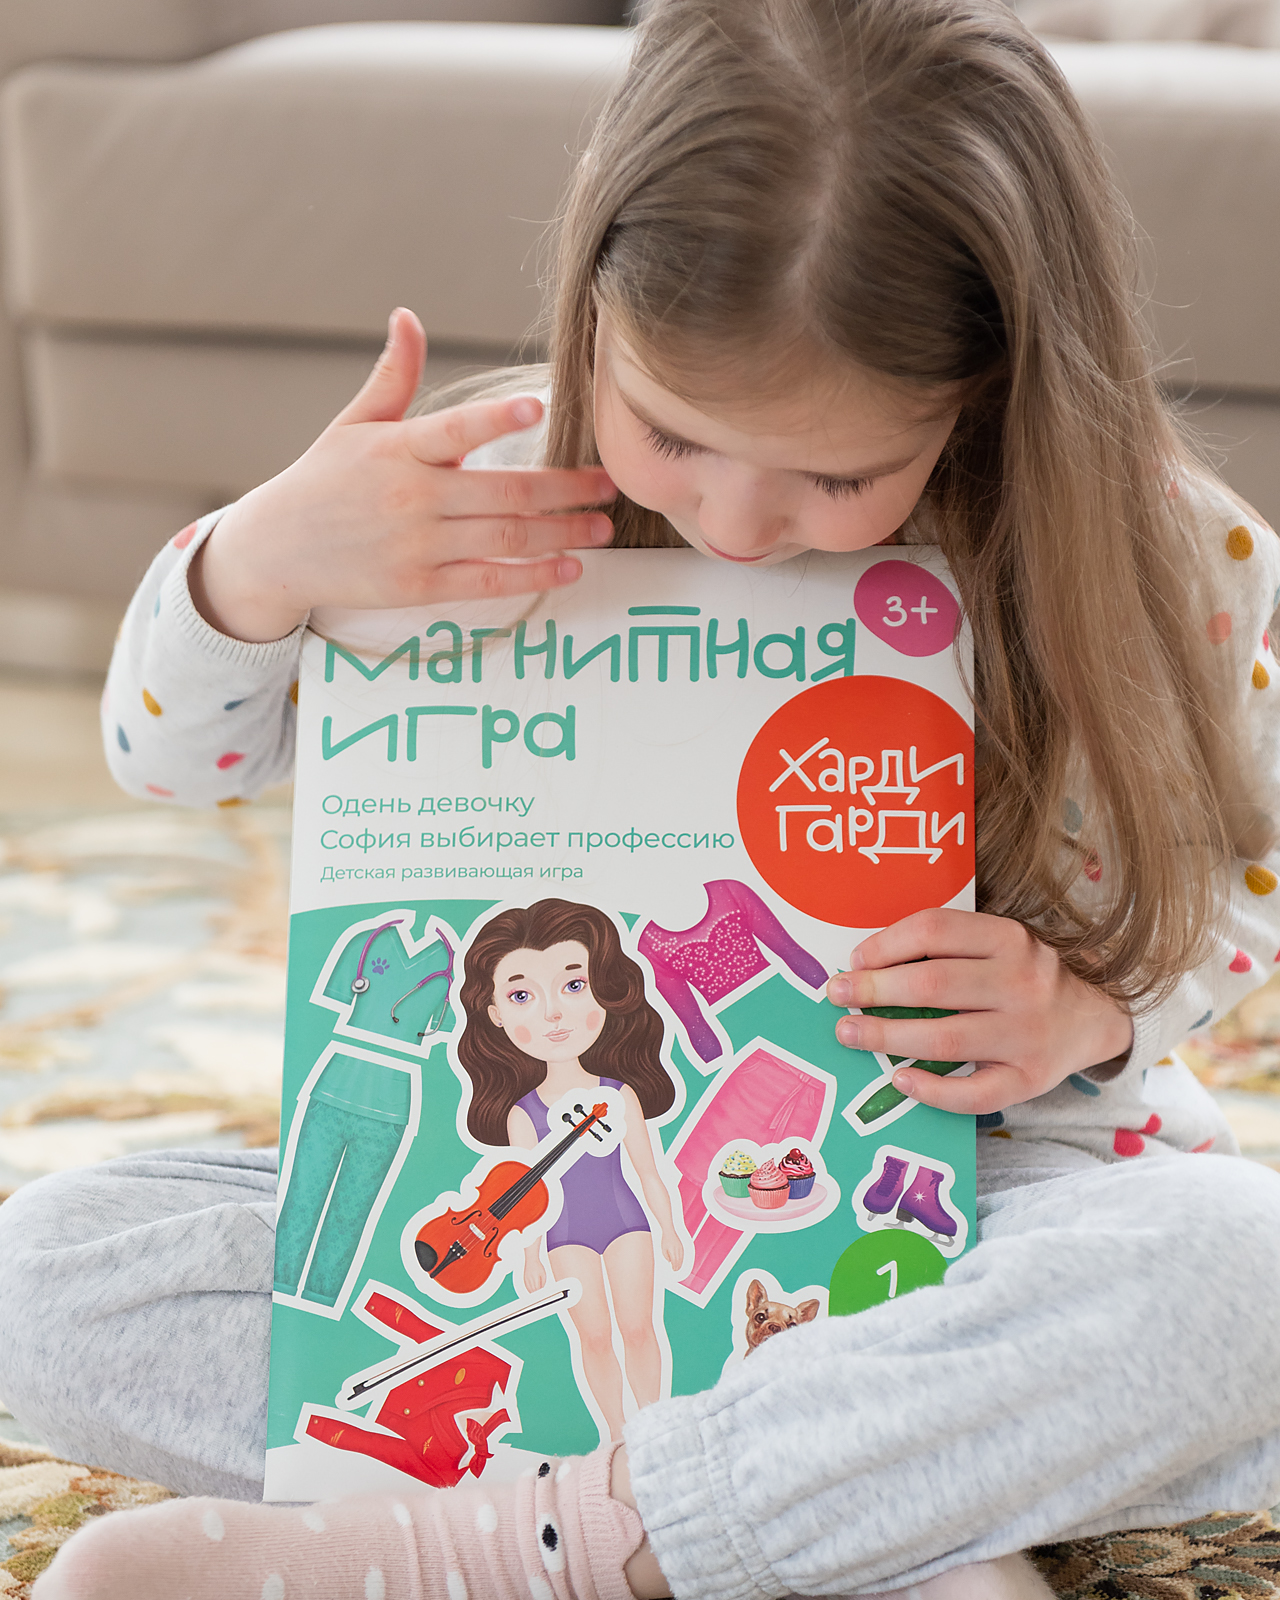 Магнитная
игра
3+
Харди
Гарди
Одень девочку
София выбирает профессию
Детская развивающая игра
1